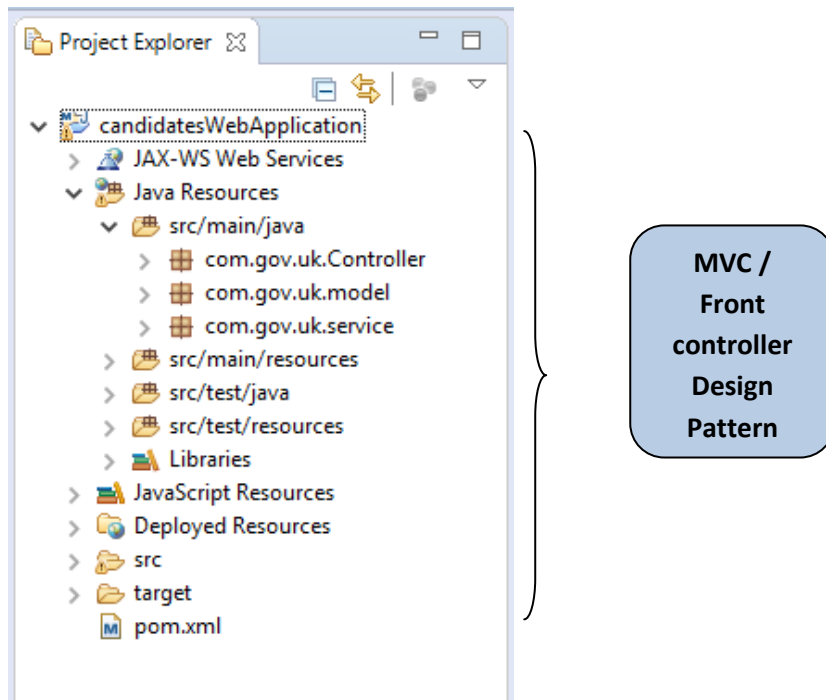 Project Explorer
candidatesWebApplication
JAX-WS Web Services
Java Resources
src/main/java
com.gov.uk.Controller
com.gov.uk.model
com.gov.uk.service
src/main/resources
src/test/java
src/test/resources
Libraries
JavaScript Resources
Deployed Resources
src
target
pom.xml
MVC /
Front
controller
Design
Pattern